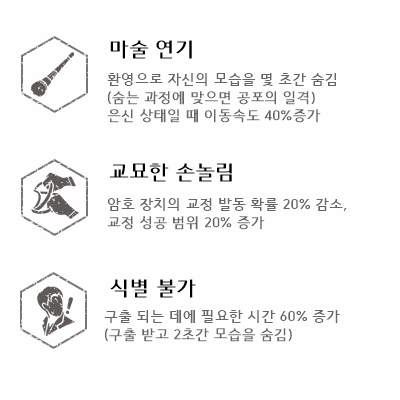 마술 연기
환영으로 자신의 모습을 몇 초간 숨김
(숨는 과정에 맞으면 공포의 일격)
은신 상태일 때 이동속도 40%증가
교묘한 손놀림
암호 장치의 교정 발동 확률 20% 감소,
교정 성공 범위 20% 증가
식별 불가
구출 되는 데에 필요한 시간 60% 증가
(구출 받고 2초간 모습을 숨김)